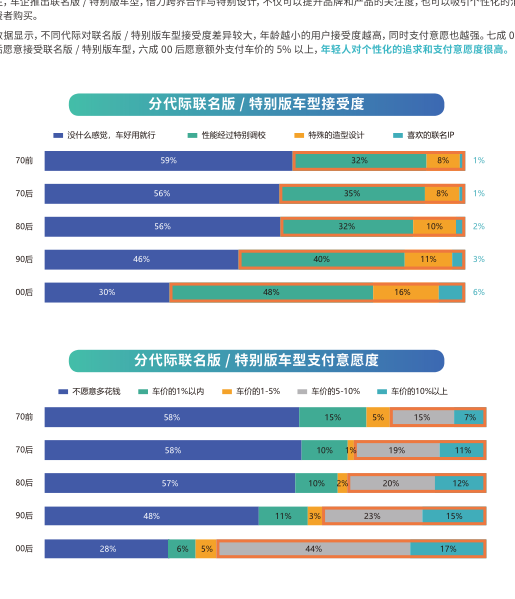 车企推出联名版 / 特别版车型，借力跨界合作与特别设计，不仅可以提升品牌和产品的关注度，也可以吸引个性化的
者购买。
数据显示，不同代际对联名版 / 特别版车型接受度差异较大，年龄越小的用户接受度越高，同时支付意愿也越强。七成 0
后愿意接受联名版 / 特别版车型，六成 00 后愿意额外支付车价的 5% 以上，年轻人对个性化的追求和支付意愿度很高。
分代际联名版 / 特别版车型接受度
没什么感觉，车好用就行 性能经过特别调校 特殊的造型设计 喜欢的联名IP
70前 59% 32% 8% 1%
70后 56% 35% 8% 1%
80后 56% 32% 10% 2%
90后 46% 40% 11% 3%
00后 30% 48% 16% 6%
分代际联名版 / 特别版车型支付意愿度
不愿意多花钱 车价的1%以内 车价的1-5% 车价的5-10% 车价的10%以上
70前 58% 15% 5% 15% 7%
70后 58% 10% 1% 19% 11%
80后 57% 10% 2% 20% 12%
90后 48% 11% 3% 23% 15%
00后 28% 6% 5% 44% 17%